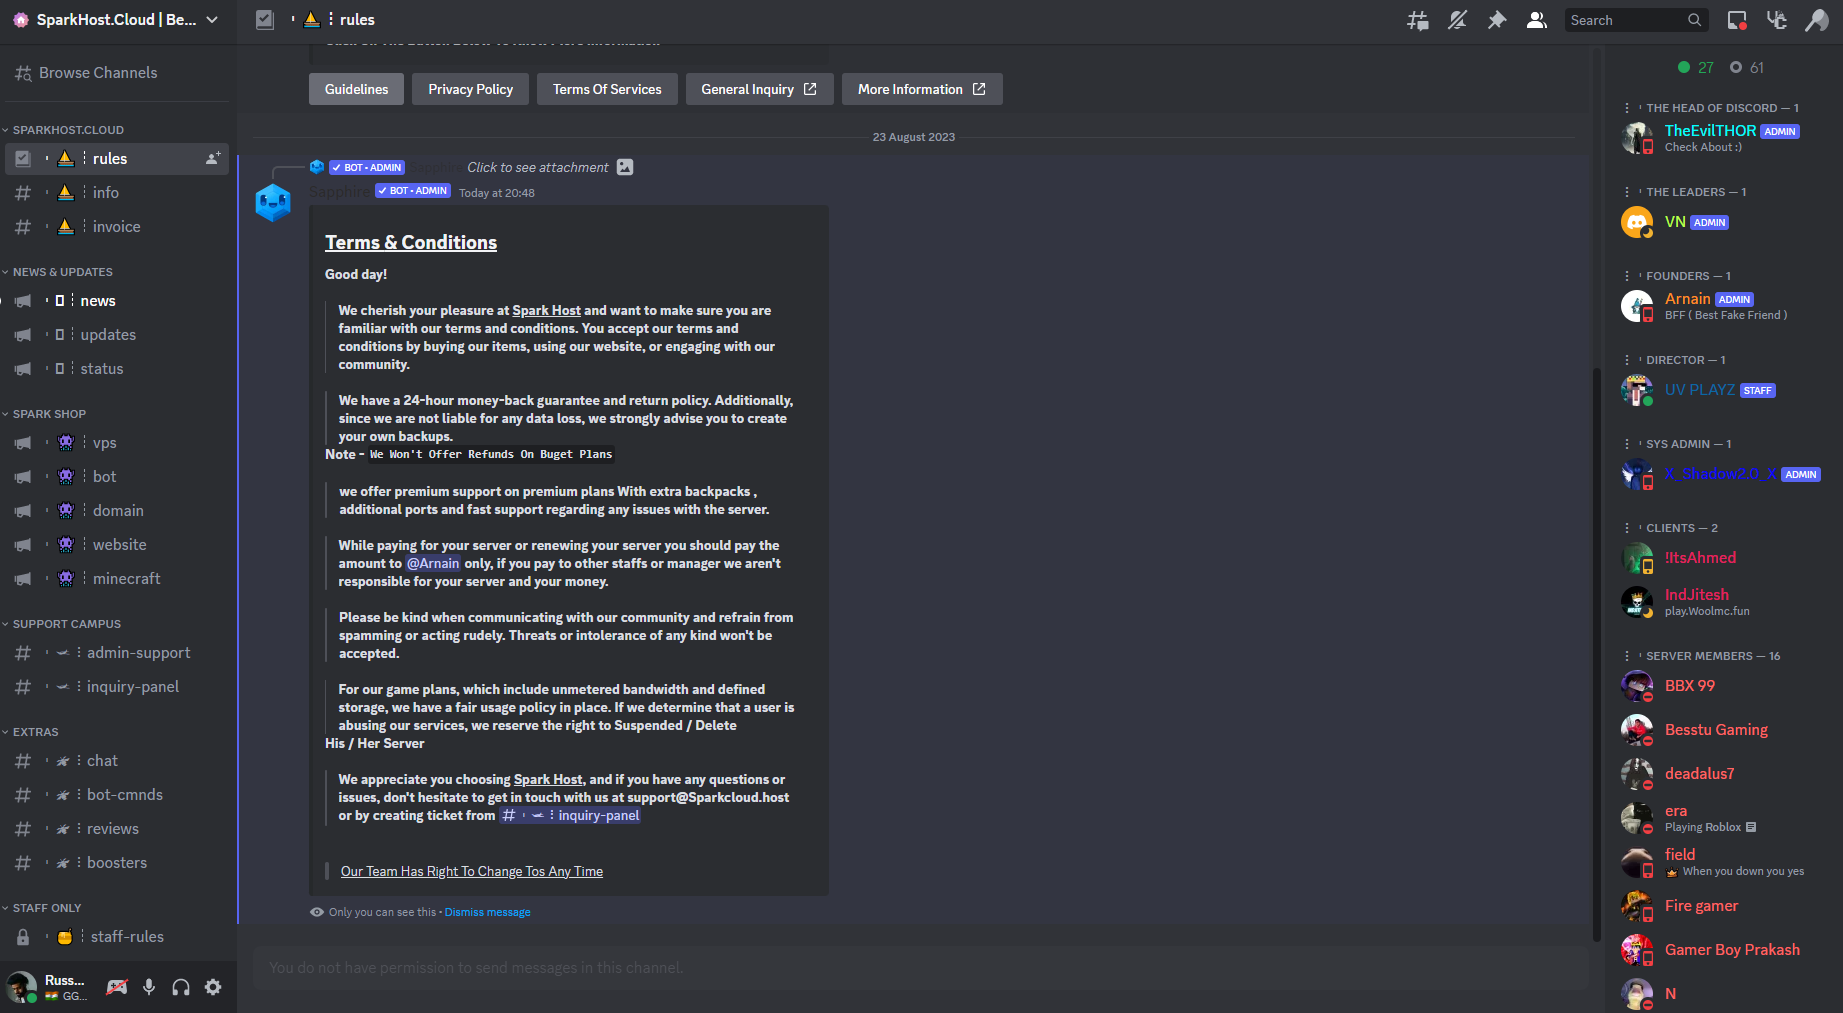 SparkHost.Cloud | Be...
rules
Search
Browse Channels
SPARKHOST.CLOUD
rules
info
invoice
NEWS & UPDATES
news
updates
status
SPARK SHOP
vps
bot
domain
website
minecraft
SUPPORT CAMPUS
admin-support
inquiry-panel
EXTRAS
chat
bot-cmnds
reviews
boosters
STAFF ONLY
staff-rules
Russ...
GG...
Guidelines
Privacy Policy
Terms Of Services
General Inquiry
More Information
23 August 2023
✓ BOT • ADMIN Sapphire Click to see attachment
Sapphire ✓ BOT • ADMIN Today at 20:48
Terms & Conditions
Good day!
We cherish your pleasure at Spark Host and want to make sure you are
familiar with our terms and conditions. You accept our terms and
conditions by buying our items, using our website, or engaging with our
community.
We have a 24-hour money-back guarantee and return policy. Additionally,
since we are not liable for any data loss, we strongly advise you to create
your own backups.
Note - We Won't Offer Refunds On Buget Plans
we offer premium support on premium plans With extra backpacks ,
additional ports and fast support regarding any issues with the server.
While paying for your server or renewing your server you should pay the
amount to @Arnain only, if you pay to other staffs or manager we aren't
responsible for your server and your money.
Please be kind when communicating with our community and refrain from
spamming or acting rudely. Threats or intolerance of any kind won't be
accepted.
For our game plans, which include unmetered bandwidth and defined
storage, we have a fair usage policy in place. If we determine that a user is
abusing our services, we reserve the right to Suspended / Delete
His / Her Server
We appreciate you choosing Spark Host, and if you have any questions or
issues, don't hesitate to get in touch with us at support@Sparkcloud.host
or by creating ticket from # inquiry-panel
Our Team Has Right To Change Tos Any Time
Only you can see this • Dismiss message
You do not have permission to send messages in this channel.
27 61
THE HEAD OF DISCORD — 1
TheEvilTHOR ADMIN
Check About :)
THE LEADERS — 1
VN ADMIN
FOUNDERS — 1
Arnain ADMIN
BFF ( Best Fake Friend )
DIRECTOR — 1
UV PLAYZ STAFF
SYS ADMIN — 1
X_Shadow2.0_X ADMIN
CLIENTS — 2
!ItsAhmed
IndJitesh
play.Woolmc.fun
SERVER MEMBERS — 16
BBX 99
Besstu Gaming
deadalus7
era
Playing Roblox
field
When you down you yes
Fire gamer
Gamer Boy Prakash
N